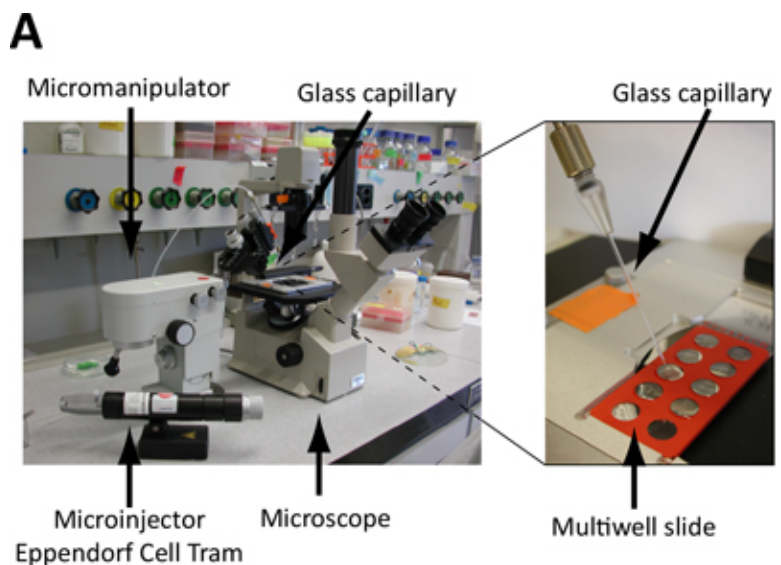 A
Micromanipulator
Glass capillary
Glass capillary
Microinjector
Eppendorf Cell Tram
Microscope
Multiwell slide